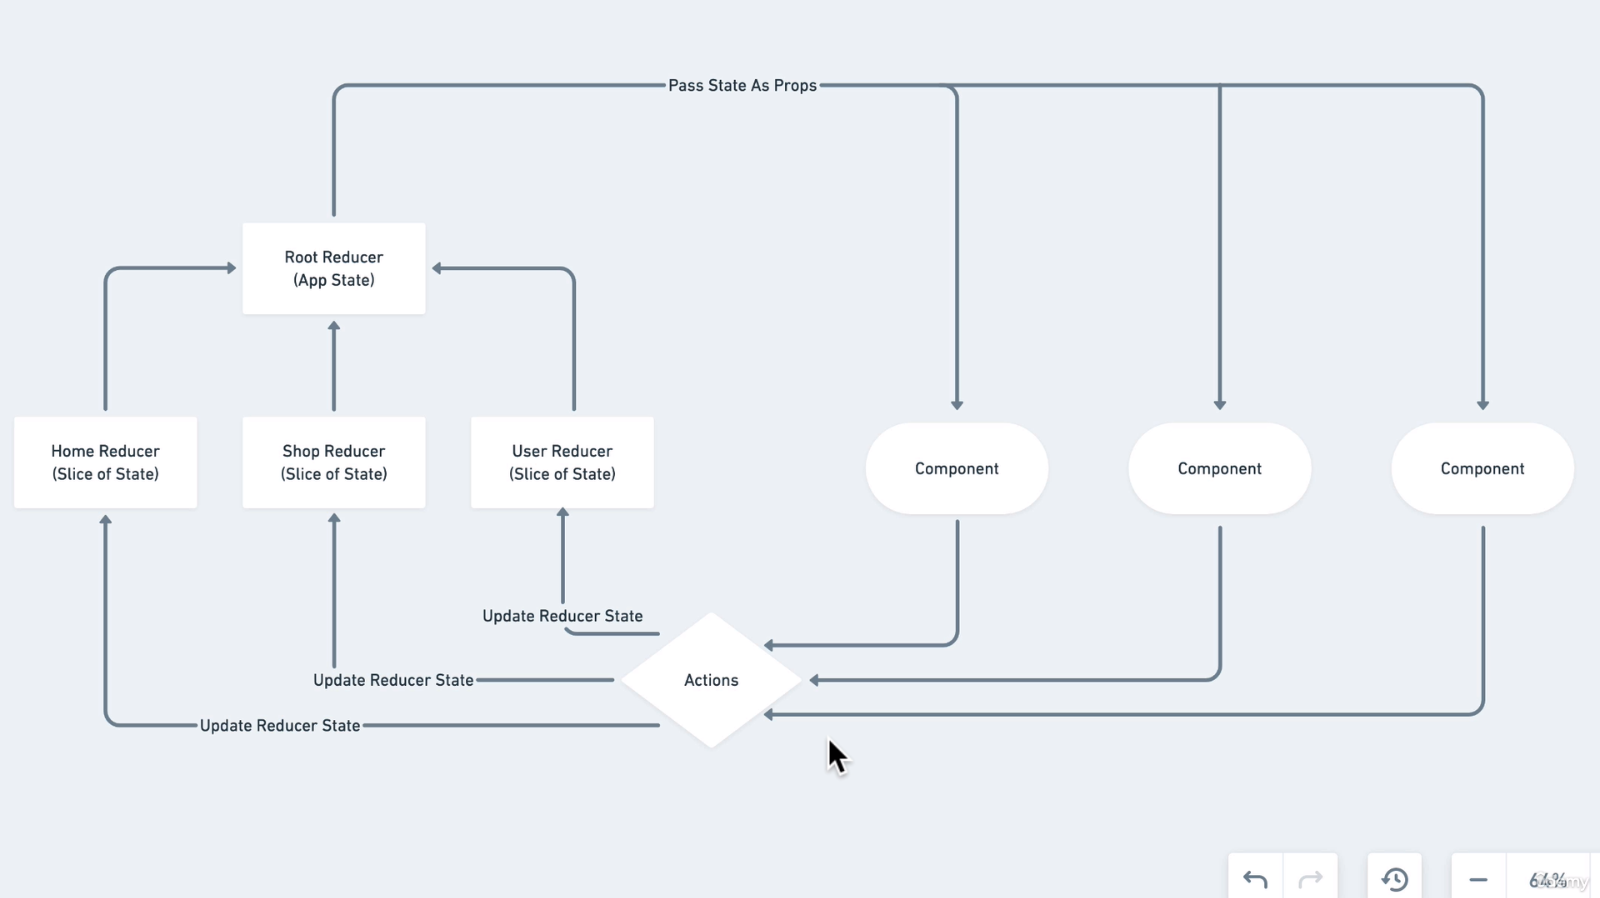 Pass State As Props
Root Reducer
(App State)
Home Reducer
(Slice of State)
Shop Reducer
(Slice of State)
User Reducer
(Slice of State)
Component
Component
Component
Update Reducer State
Update Reducer State
Actions
Update Reducer State
64%
Udemy